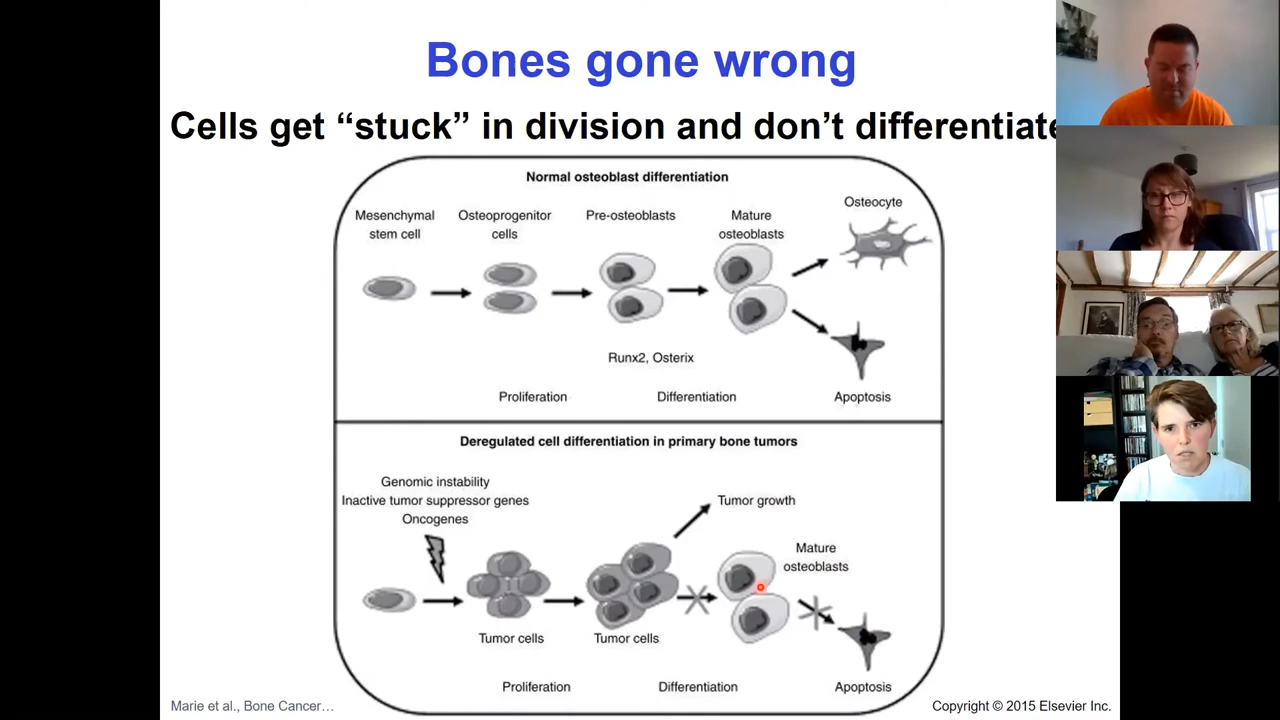 Bones gone wrong
Cells get “stuck” in division and don’t differentiate
Normal osteoblast differentiation
Mesenchymal
stem cell
Osteoprogenitor
cells
Pre-osteoblasts
Mature
osteoblasts
Osteocyte
Runx2, Osterix
Proliferation
Differentiation
Apoptosis
Deregulated cell differentiation in primary bone tumors
Genomic instability
Inactive tumor suppressor genes
Oncogenes
Tumor growth
Mature
osteoblasts
Tumor cells
Tumor cells
Proliferation
Differentiation
Apoptosis
Marie et al., Bone Cancer…
Copyright © 2015 Elsevier Inc.